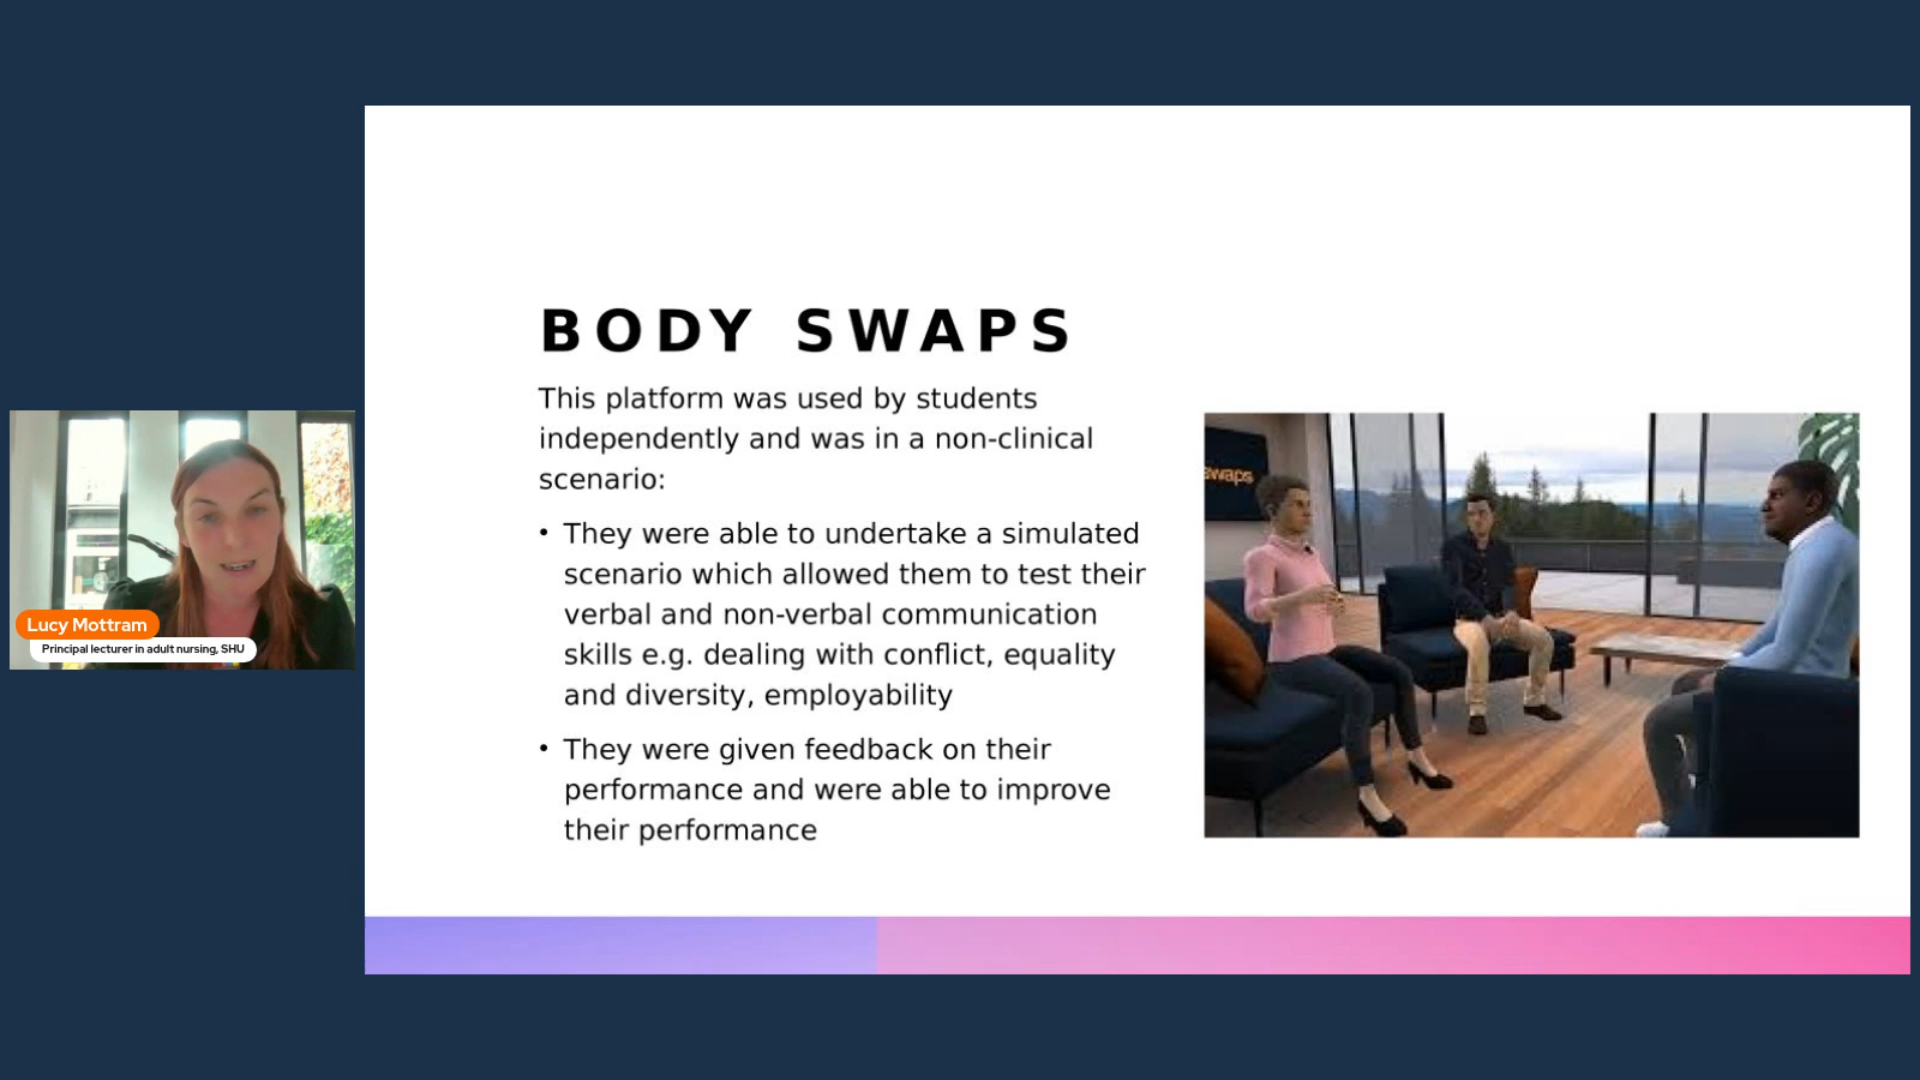 BODY SWAPS
This platform was used by students
independently and was in a non-clinical
scenario:
• They were able to undertake a simulated
scenario which allowed them to test their
verbal and non-verbal communication
skills e.g. dealing with conflict, equality
and diversity, employability
• They were given feedback on their
performance and were able to improve
their performance
swaps
Lucy Mottram
Principal lecturer in adult nursing, SHU